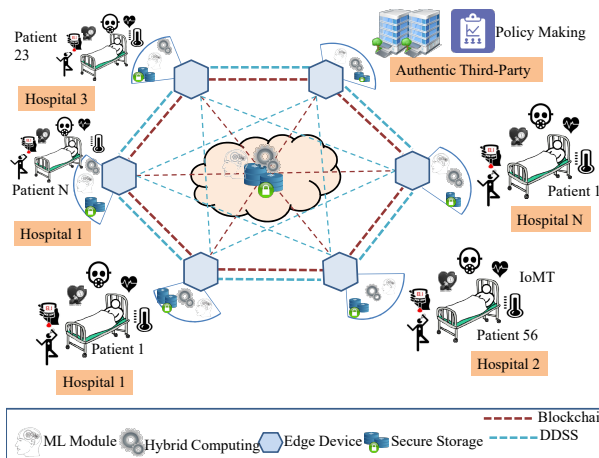 Patient
23
Hospital 3
Policy Making
Authentic Third-Party
Patient N
Hospital 1
Patient 1
Hospital N
Patient 1
Hospital 1
IoMT
Patient 56
Hospital 2
ML Module
Hybrid Computing
Edge Device
Secure Storage
Blockchain
DDSS